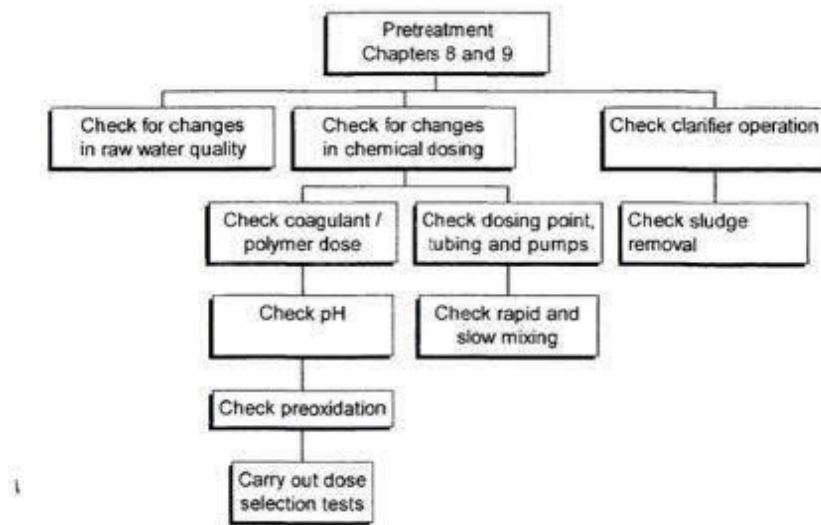 Pretreatment
Chapters 8 and 9
Check for changes
in raw water quality
Check for changes
in chemical dosing
Check clarifier operation
Check coagulant /
polymer dose
Check dosing point,
tubing and pumps
Check sludge
removal
Check pH
Check rapid and
slow mixing
Check preoxidation
Carry out dose
selection tests